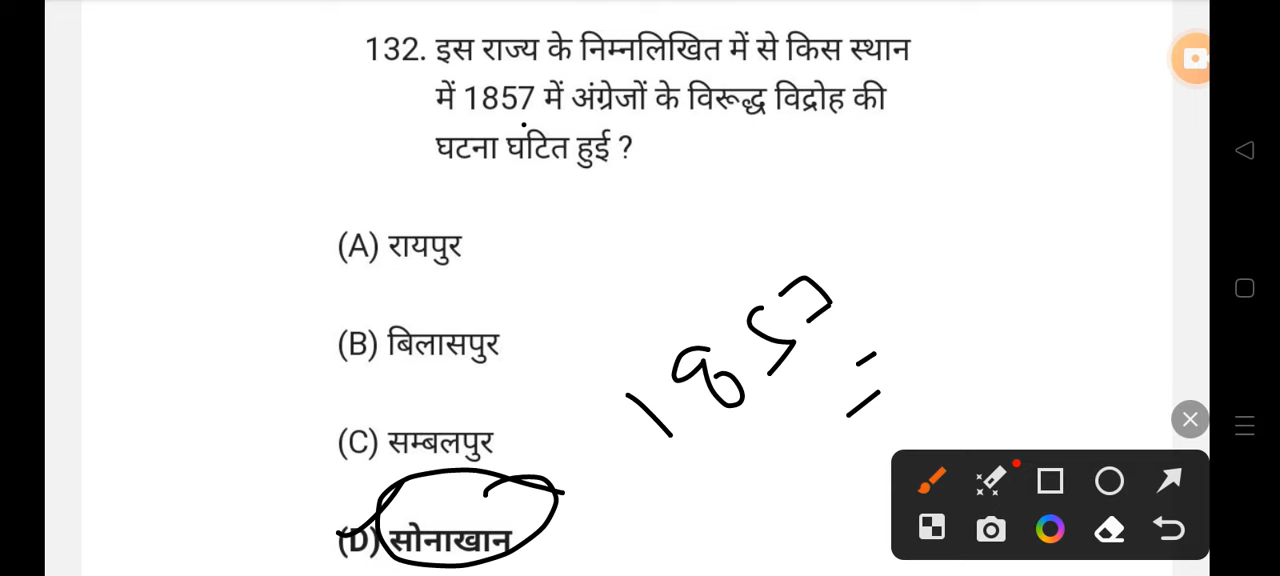 132. इस राज्य के निम्नलिखित में से किस स्थान
में 1857 में अंग्रेजों के विरूद्ध विद्रोह की
घटना घटित हुई ?
(A) रायपुर
(B) बिलासपुर
1857
(C) सम्बलपुर
(D) सोनाखान